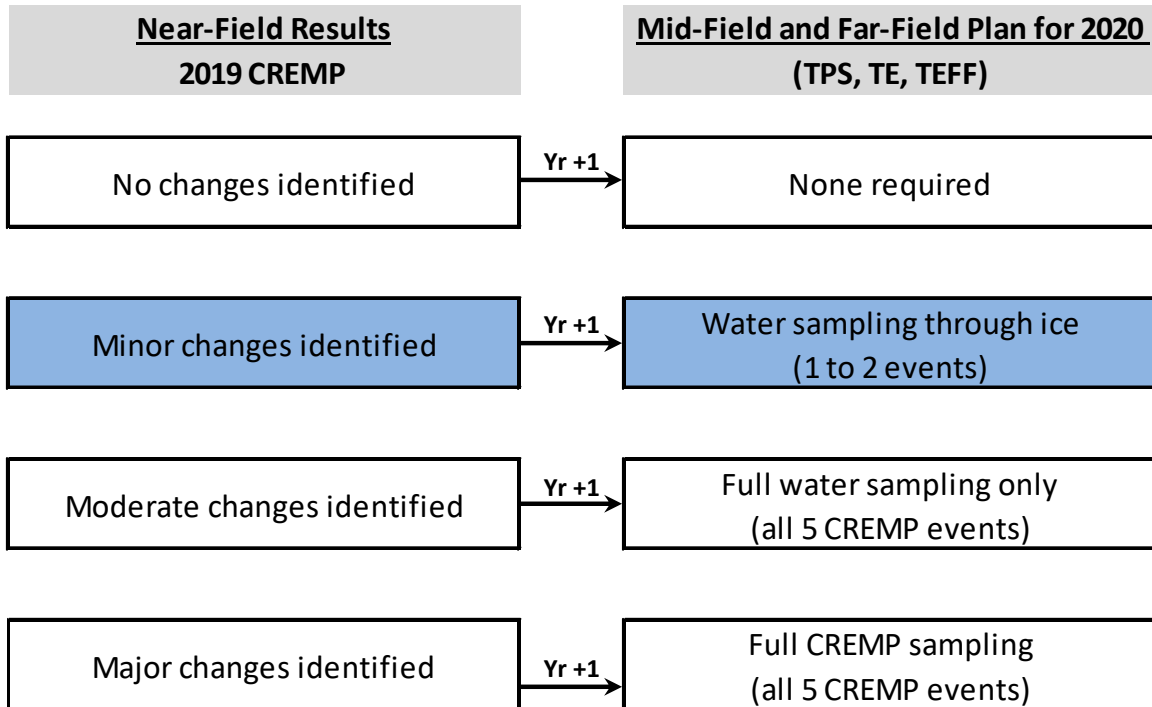 Near-Field Results
2019 CREMP
Mid-Field and Far-Field Plan for 2020
(TPS, TE, TEFF)
No changes identified
Yr +1
None required
Minor changes identified
Yr +1
Water sampling through ice
(1 to 2 events)
Moderate changes identified
Yr +1
Full water sampling only
(all 5 CREMP events)
Major changes identified
Yr +1
Full CREMP sampling
(all 5 CREMP events)